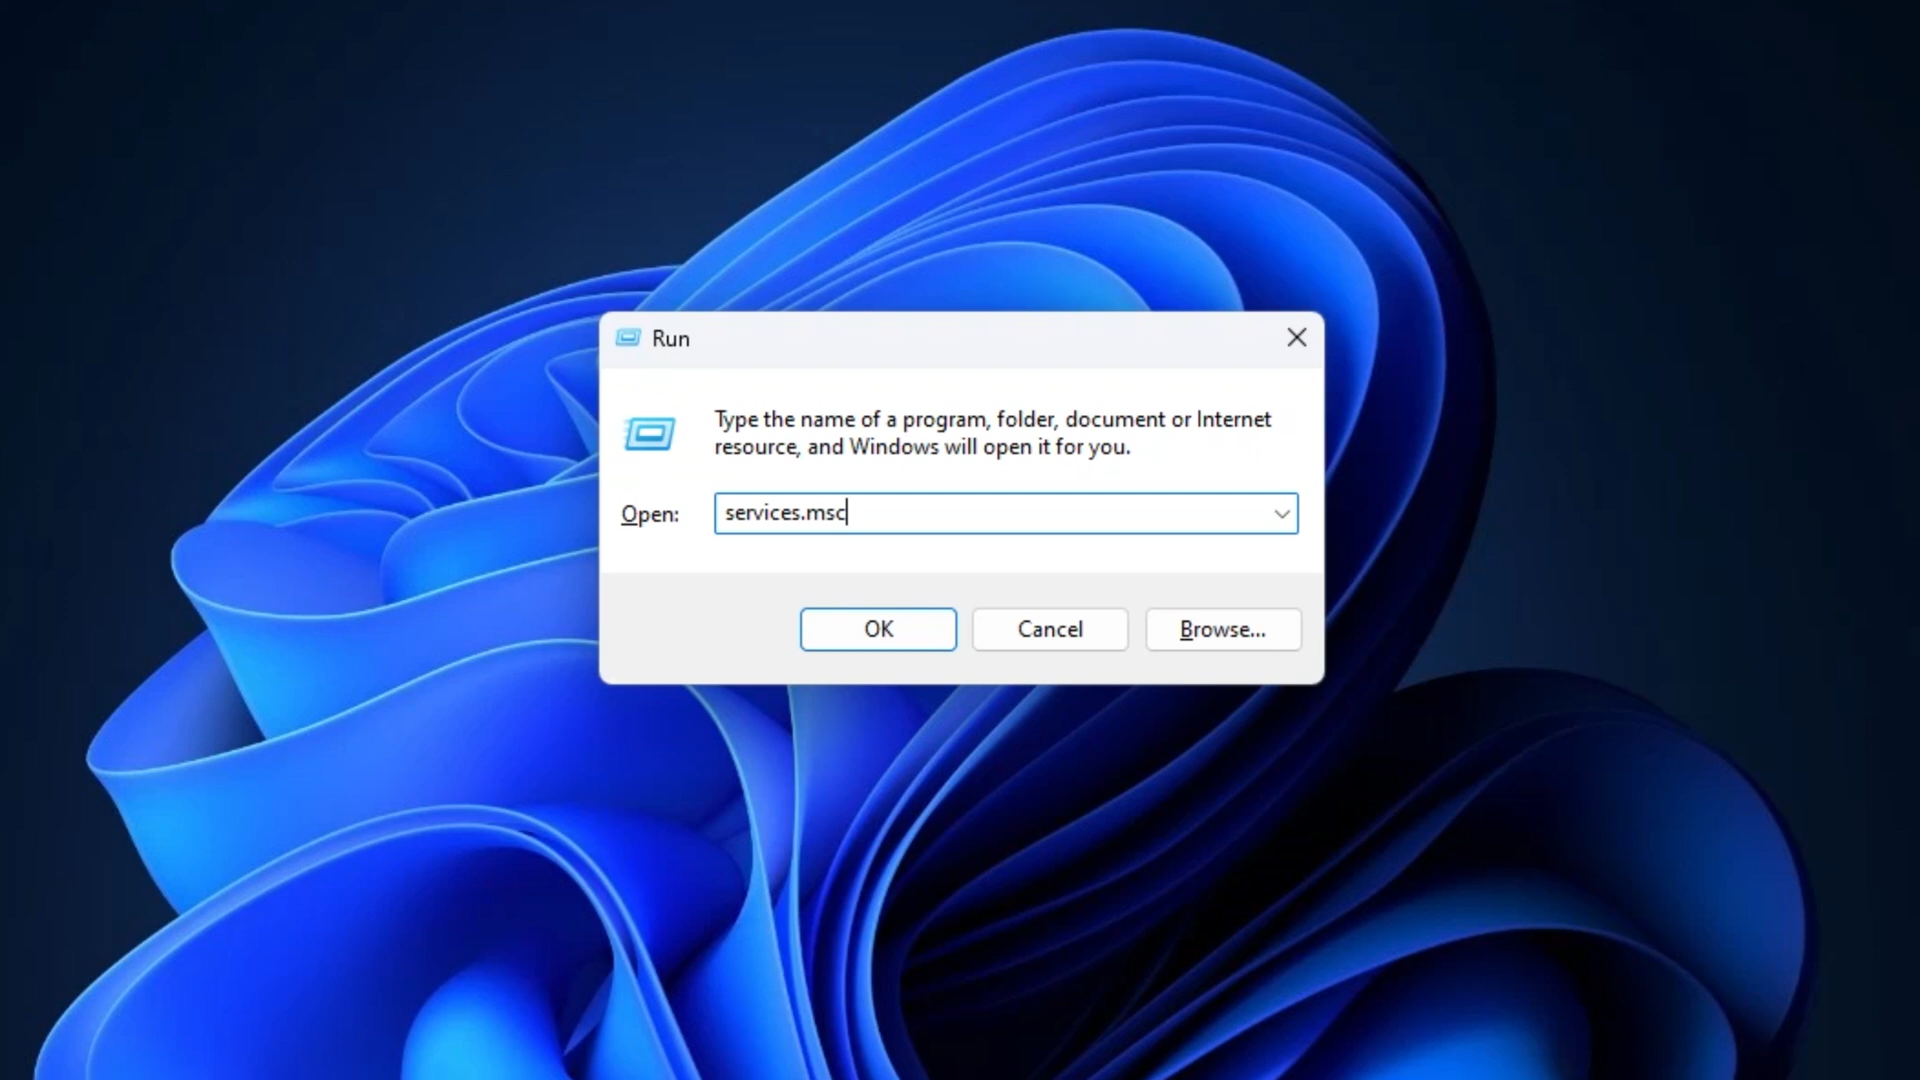 Run
Type the name of a program, folder, document or Internet
resource, and Windows will open it for you.
Open: services.msc
OK Cancel Browse...